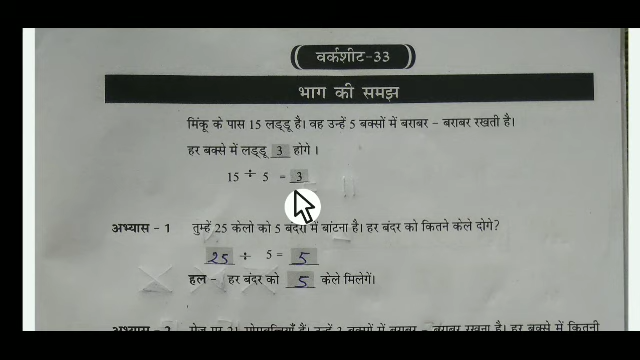 वर्कशीट-33
भाग की समझ
मिंकू के पास 15 लड्डू है। वह उन्हें 5 बक्सों में बराबर – बराबर रखती है।
हर बक्से में लड्डू 3 होगे ।
15 ÷ 5 = 3
अभ्यास - 1 तुम्हें 25 केलो को 5 बंदरों में बांटना है। हर बंदर को कितने केले दोगे?
25 ÷ 5 = 5
हल – हर बंदर को 5 केले मिलेगें।